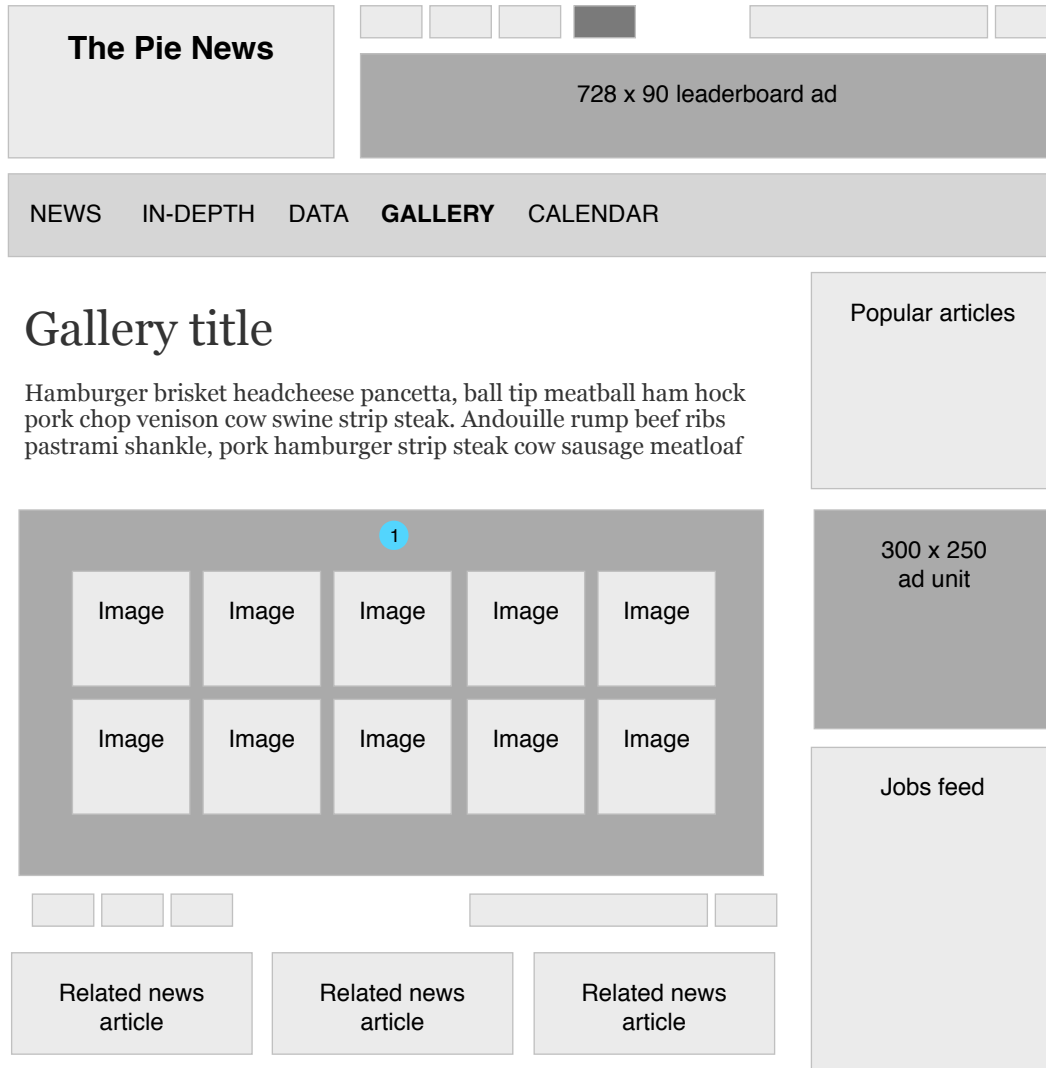 The Pie News
728 x 90 leaderboard ad
NEWS IN-DEPTH DATA GALLERY CALENDAR
Gallery title
Hamburger brisket headcheese pancetta, ball tip meatball ham hock
pork chop venison cow swine strip steak. Andouille rump beef ribs
pastrami shankle, pork hamburger strip steak cow sausage meatloaf
1
Image Image Image Image Image
Image Image Image Image Image
Related news
article
Related news
article
Related news
article
Popular articles
300 x 250
ad unit
Jobs feed